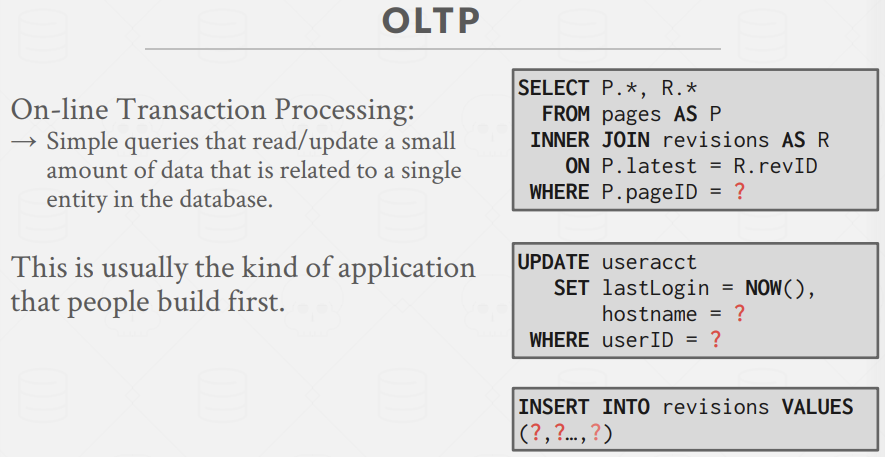 OLTP
On-line Transaction Processing:
→ Simple queries that read/update a small
amount of data that is related to a single
entity in the database.
This is usually the kind of application
that people build first.
SELECT P.*, R.*
FROM pages AS P
INNER JOIN revisions AS R
ON P.latest = R.revID
WHERE P.pageID = ?
UPDATE useracct
SET lastLogin = NOW(),
hostname = ?
WHERE userID = ?
INSERT INTO revisions VALUES
(?,?…,?)